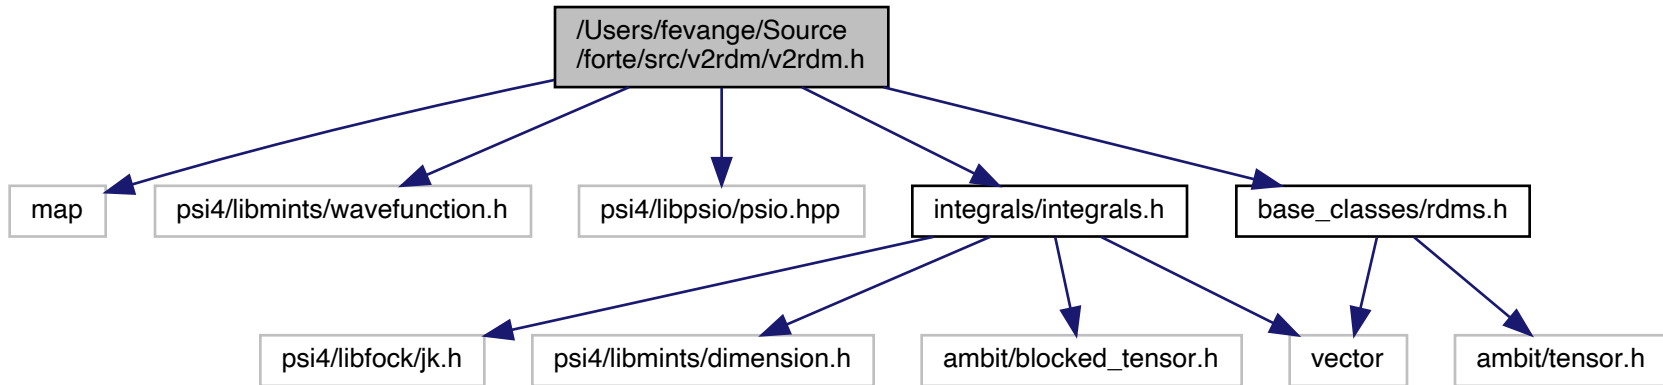 /Users/fevange/Source
/forte/src/v2rdm/v2rdm.h
map
psi4/libmints/wavefunction.h
psi4/libpsio/psio.hpp
integrals/integrals.h
base_classes/rdms.h
psi4/libfock/jk.h
psi4/libmints/dimension.h
ambit/blocked_tensor.h
vector
ambit/tensor.h